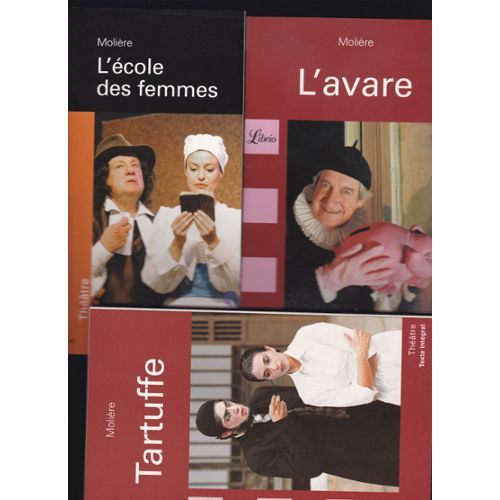 Molière
L'école
des femmes
Théâtre
Molière
L'avare
Librio
Molière
Tartuffe
Théâtre
Texte intégral